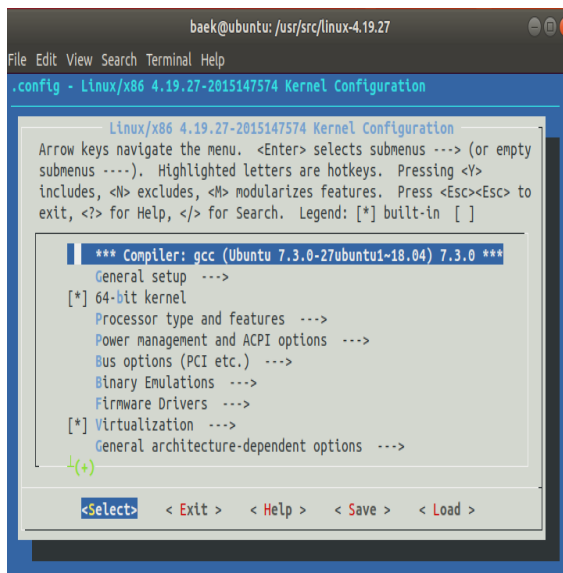 baek@ubuntu: /usr/src/linux-4.19.27
File Edit View Search Terminal Help
.config - Linux/x86 4.19.27-2015147574 Kernel Configuration
Linux/x86 4.19.27-2015147574 Kernel Configuration
Arrow keys navigate the menu. <Enter> selects submenus ---> (or empty
submenus ----). Highlighted letters are hotkeys. Pressing <Y>
includes, <N> excludes, <M> modularizes features. Press <Esc><Esc> to
exit, <?> for Help, </> for Search. Legend: [*] built-in [ ]
*** Compiler: gcc (Ubuntu 7.3.0-27ubuntu1~18.04) 7.3.0 ***
General setup --->
[*] 64-bit kernel
Processor type and features --->
Power management and ACPI options --->
Bus options (PCI etc.) --->
Binary Emulations --->
Firmware Drivers --->
[*] Virtualization --->
General architecture-dependent options --->
┴(+)
<Select> < Exit > < Help > < Save > < Load >